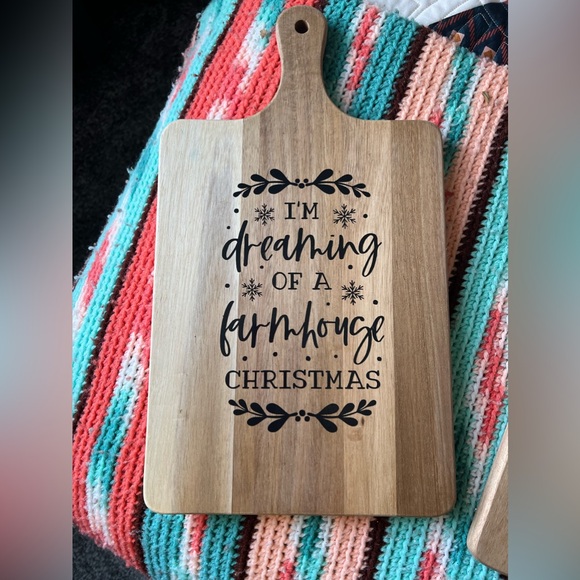 I'M
dreaming
OF A
farmhouse
CHRISTMAS